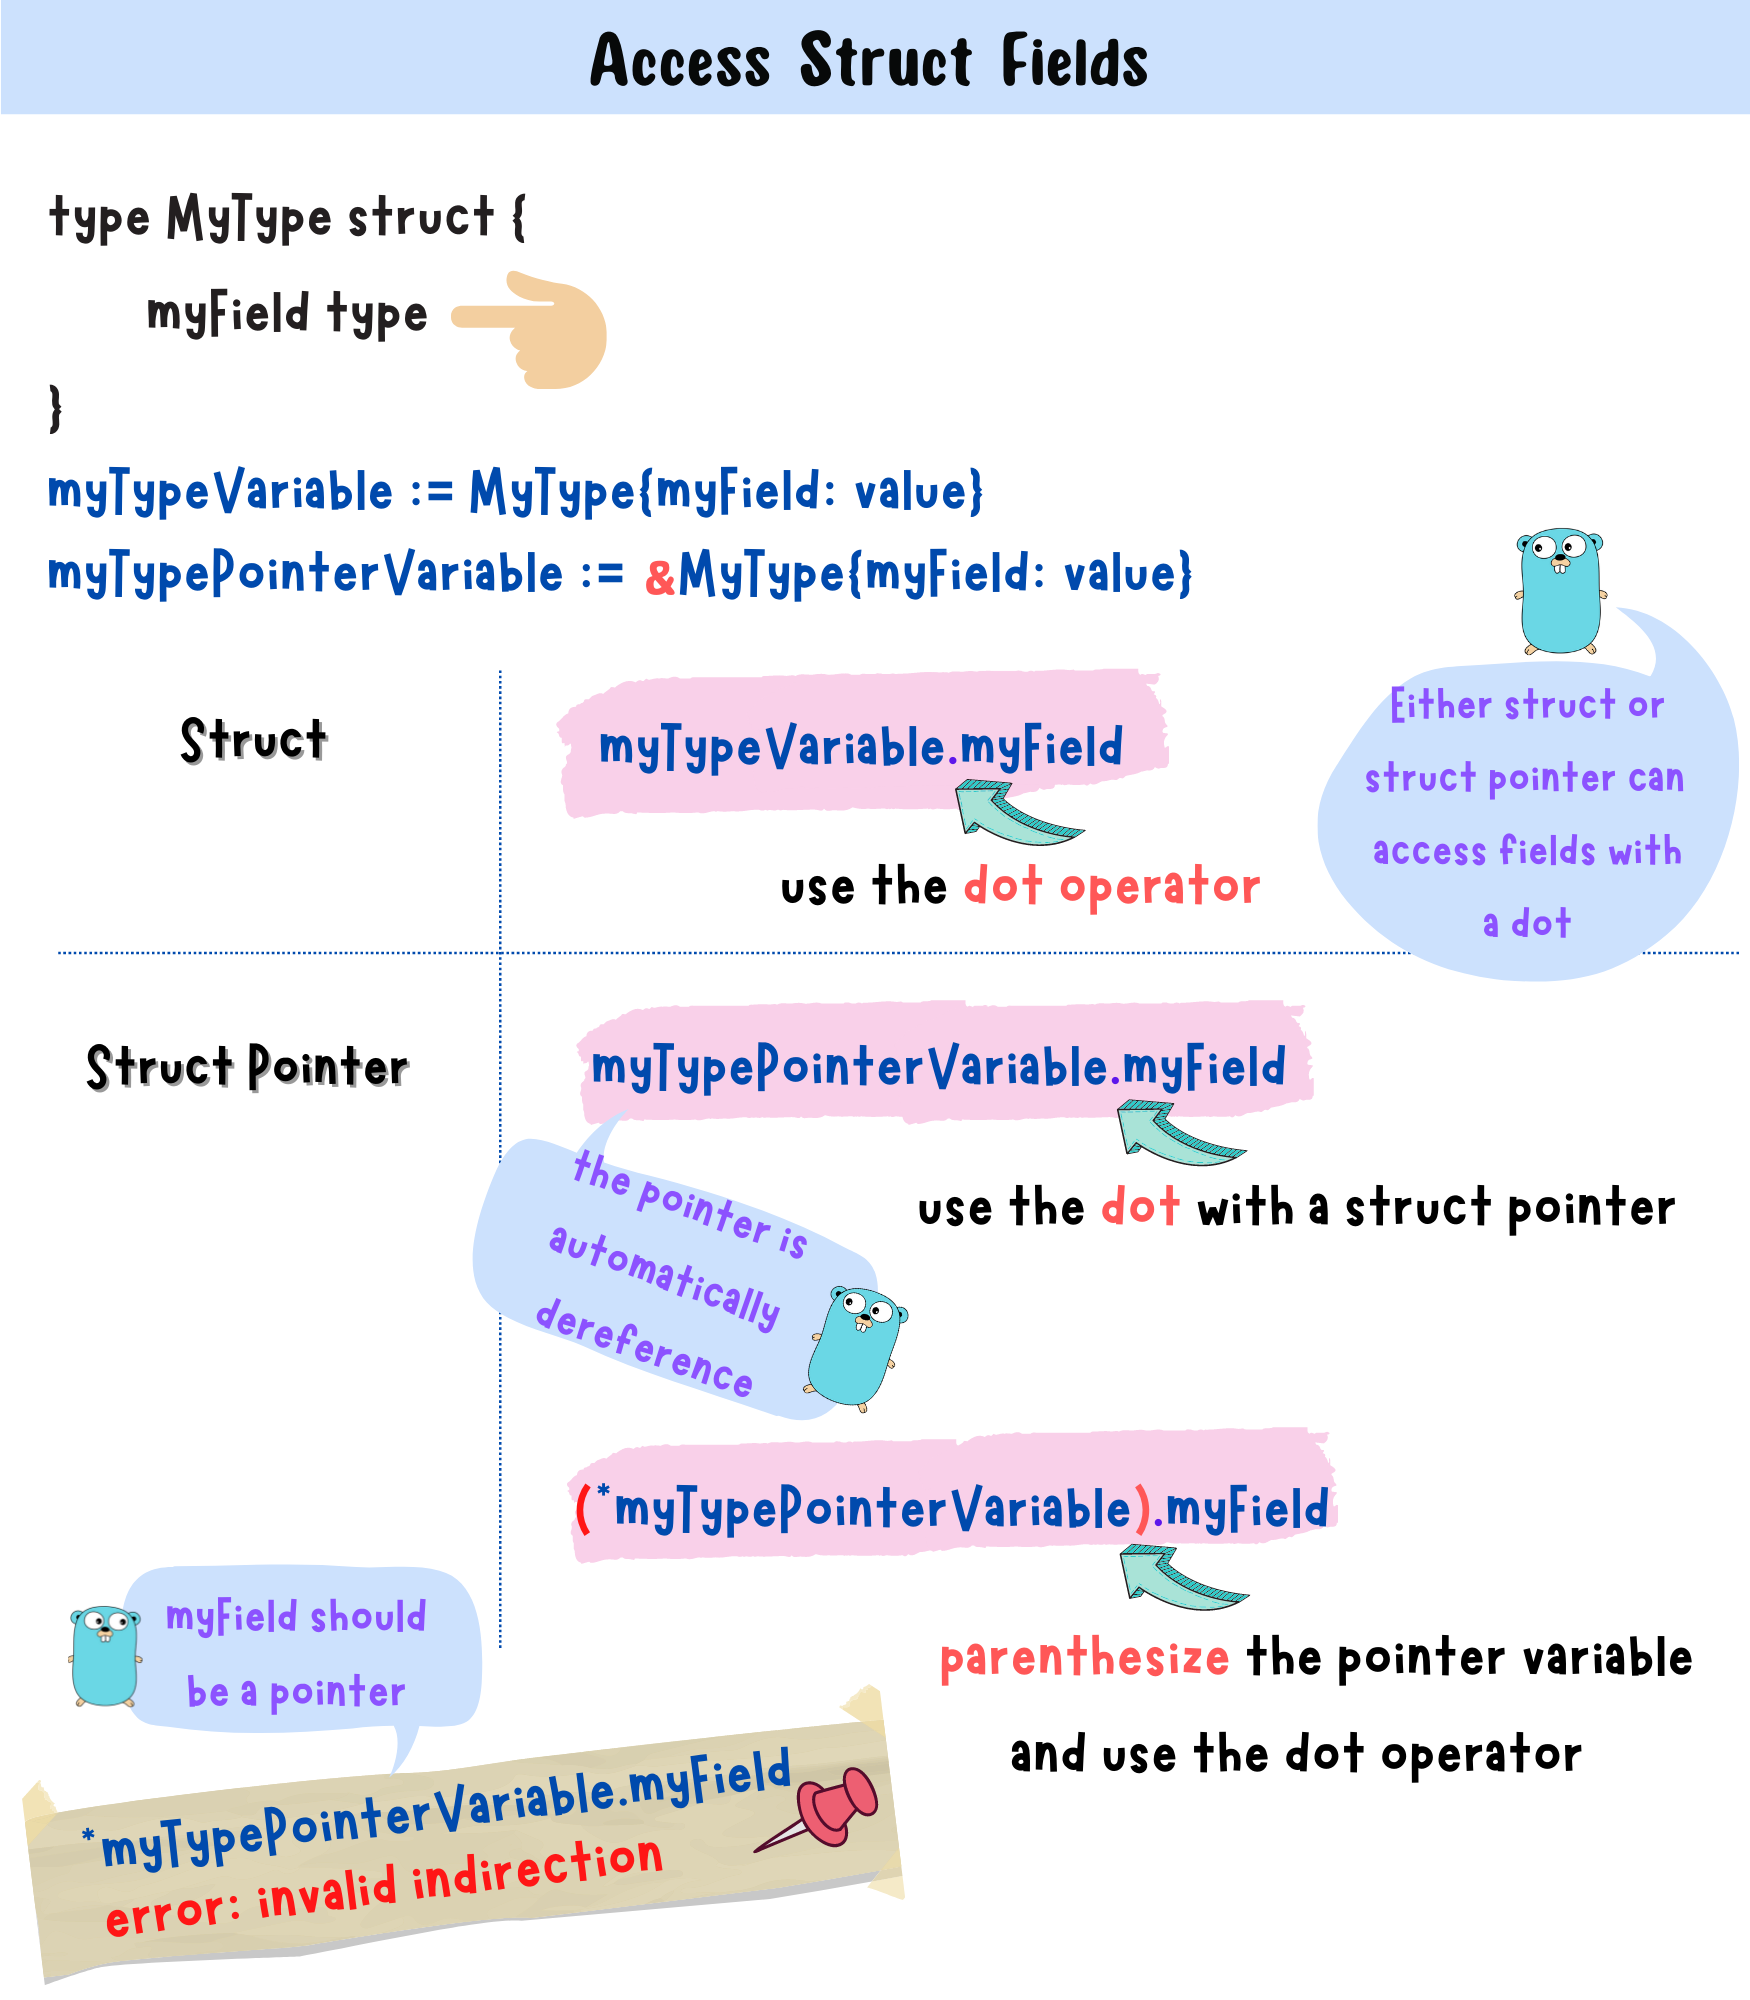 Access Struct Fields
type MyType struct {
myField type
}
myTypeVariable := MyType{myField: value}
myTypePointerVariable := &MyType{myField: value}
Struct
myTypeVariable.myField
use the dot operator
Either struct or
struct pointer can
access fields with
a dot
Struct Pointer
myTypePointerVariable.myField
use the dot with a struct pointer
the pointer is
automatically
dereference
(*myTypePointerVariable).myField
parenthesize the pointer variable
and use the dot operator
myField should
be a pointer
*myTypePointerVariable.myField
error: invalid indirection